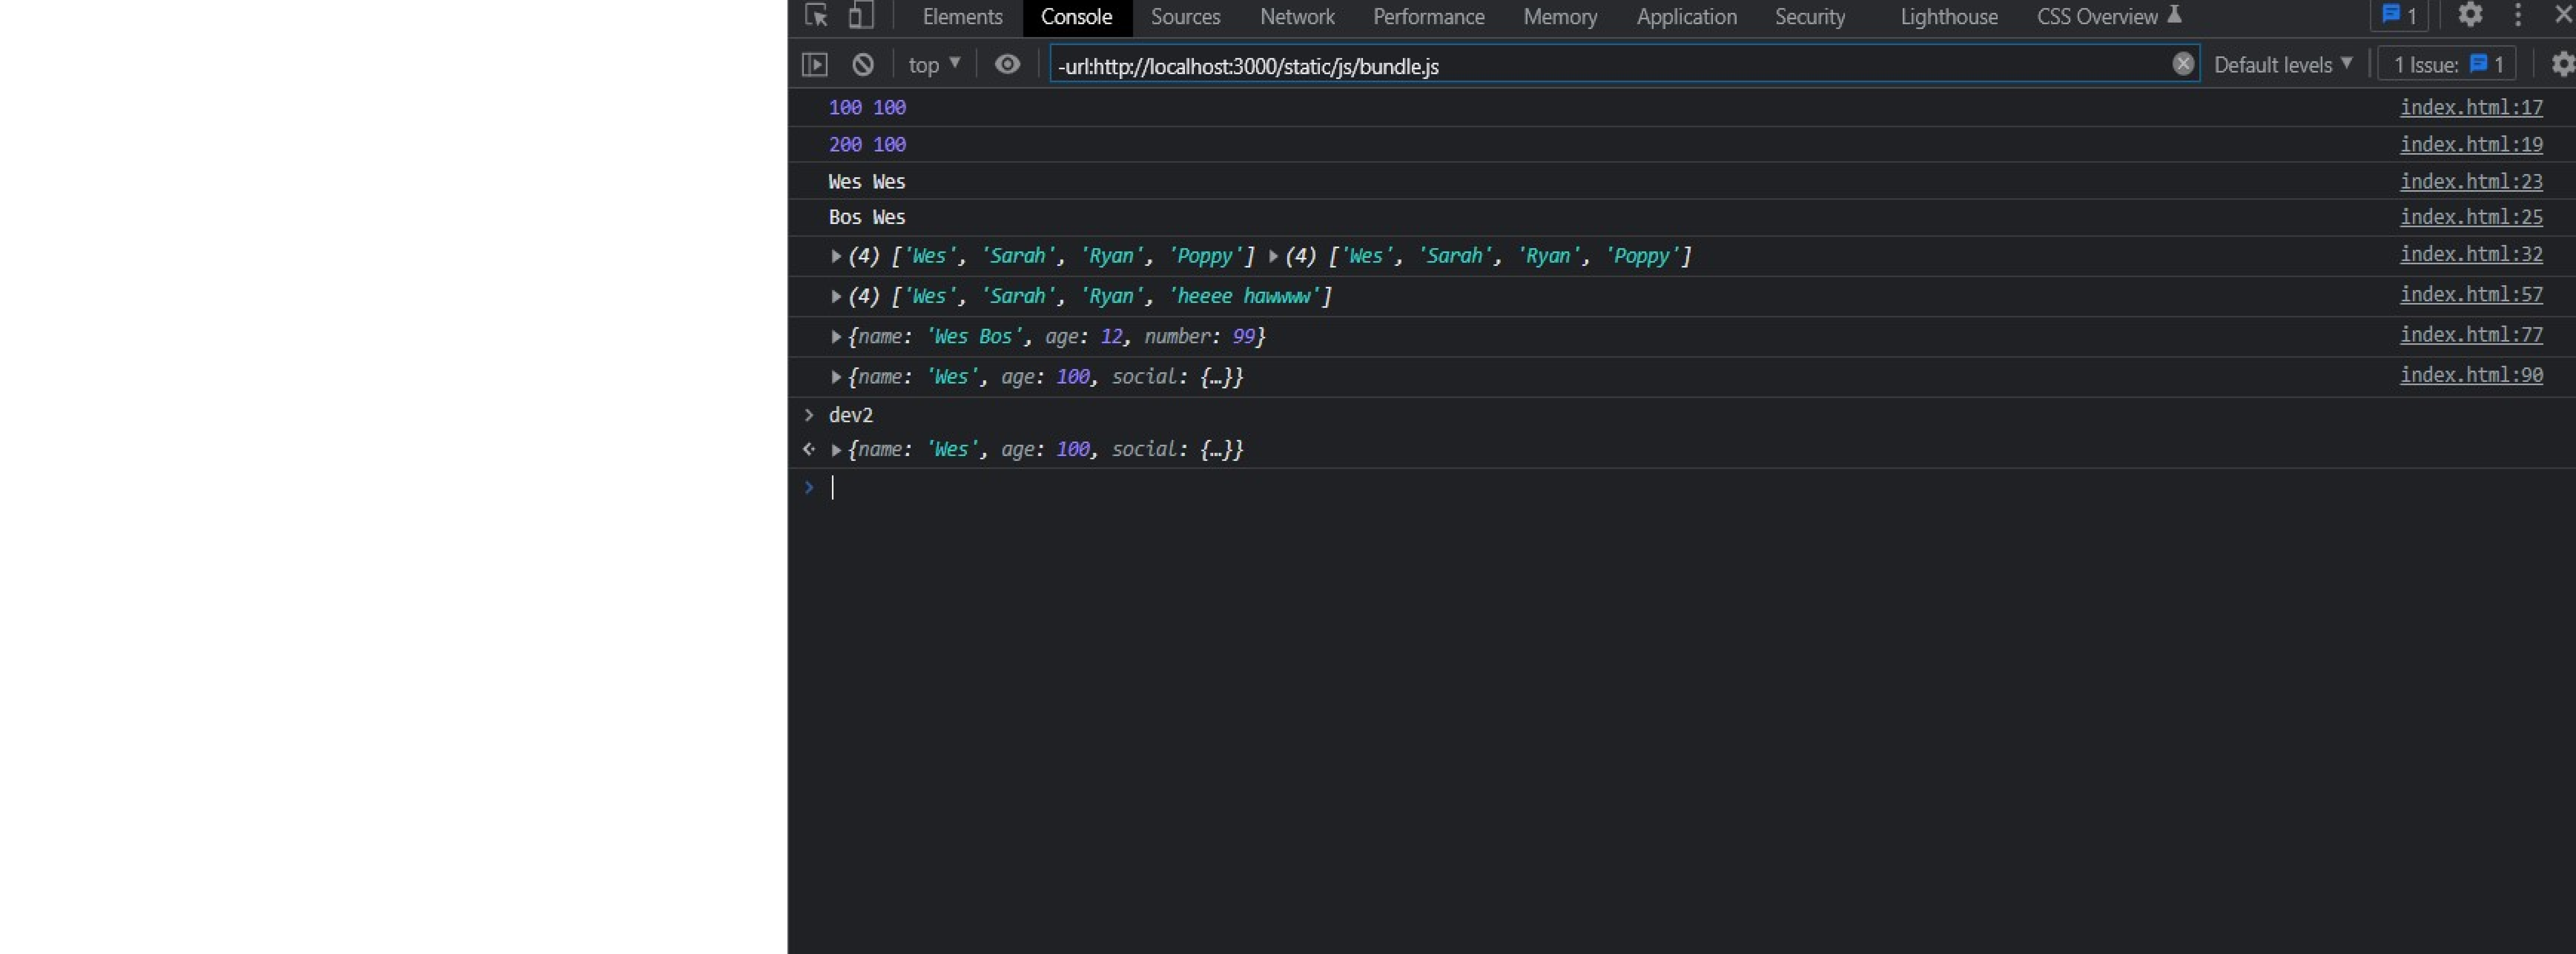 Elements Console Sources Network Performance Memory Application Security Lighthouse CSS Overview 1
top -url:http://localhost:3000/static/js/bundle.js Default levels 1 Issue: 1
100 100 index.html:17
200 100 index.html:19
Wes Wes index.html:23
Bos Wes index.html:25
(4) ['Wes', 'Sarah', 'Ryan', 'Poppy'] (4) ['Wes', 'Sarah', 'Ryan', 'Poppy'] index.html:32
(4) ['Wes', 'Sarah', 'Ryan', 'heeee hawwww'] index.html:57
{name: 'Wes Bos', age: 12, number: 99} index.html:77
{name: 'Wes', age: 100, social: {…}} index.html:90
> dev2
{name: 'Wes', age: 100, social: {…}}
>